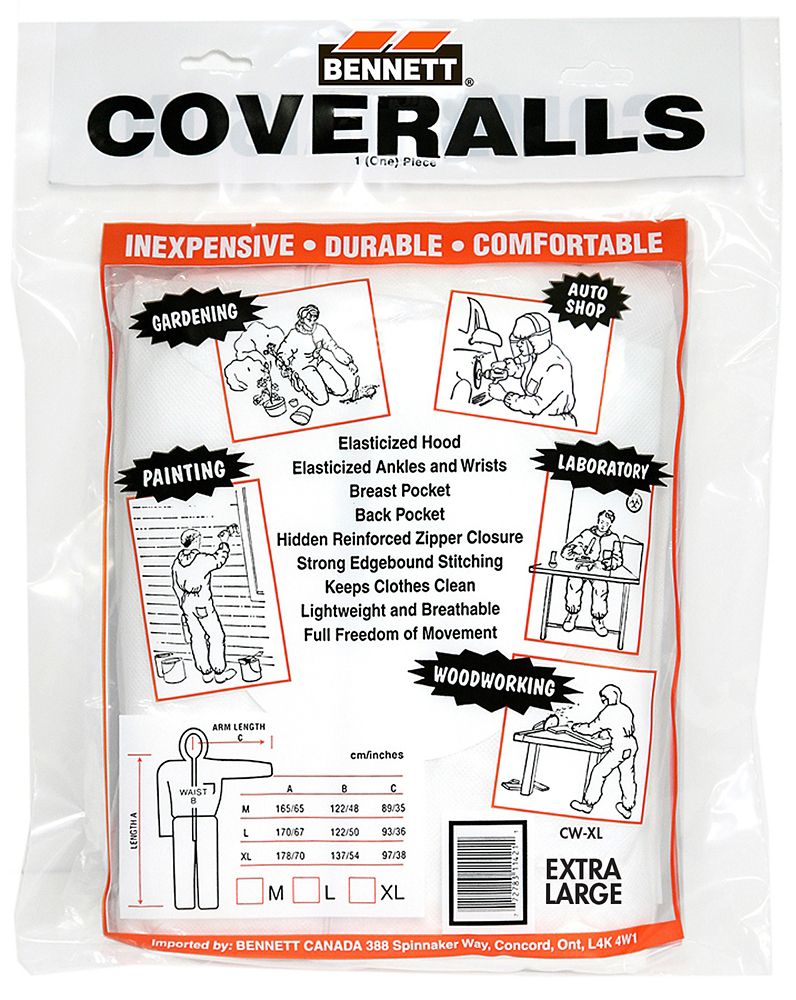 BENNETT®
COVERALLS
1 (One) Piece
INEXPENSIVE • DURABLE • COMFORTABLE
GARDENING
AUTO
SHOP
Elasticized Hood
Elasticized Ankles and Wrists
Breast Pocket
Back Pocket
Hidden Reinforced Zipper Closure
Strong Edgebound Stitching
Keeps Clothes Clean
Lightweight and Breathable
Full Freedom of Movement
PAINTING
LABORATORY
WOODWORKING
ARM LENGTH
C
WAIST
B
LENGTH A
cm/inches
A B C
M 165/65 122/48 89/35
L 170/67 122/50 93/36
XL 178/70 137/54 97/38
M L XL
CW-XL
EXTRA
LARGE
Imported by: BENNETT CANADA 388 Spinnaker Way, Concord, Ont, L4K 4W1